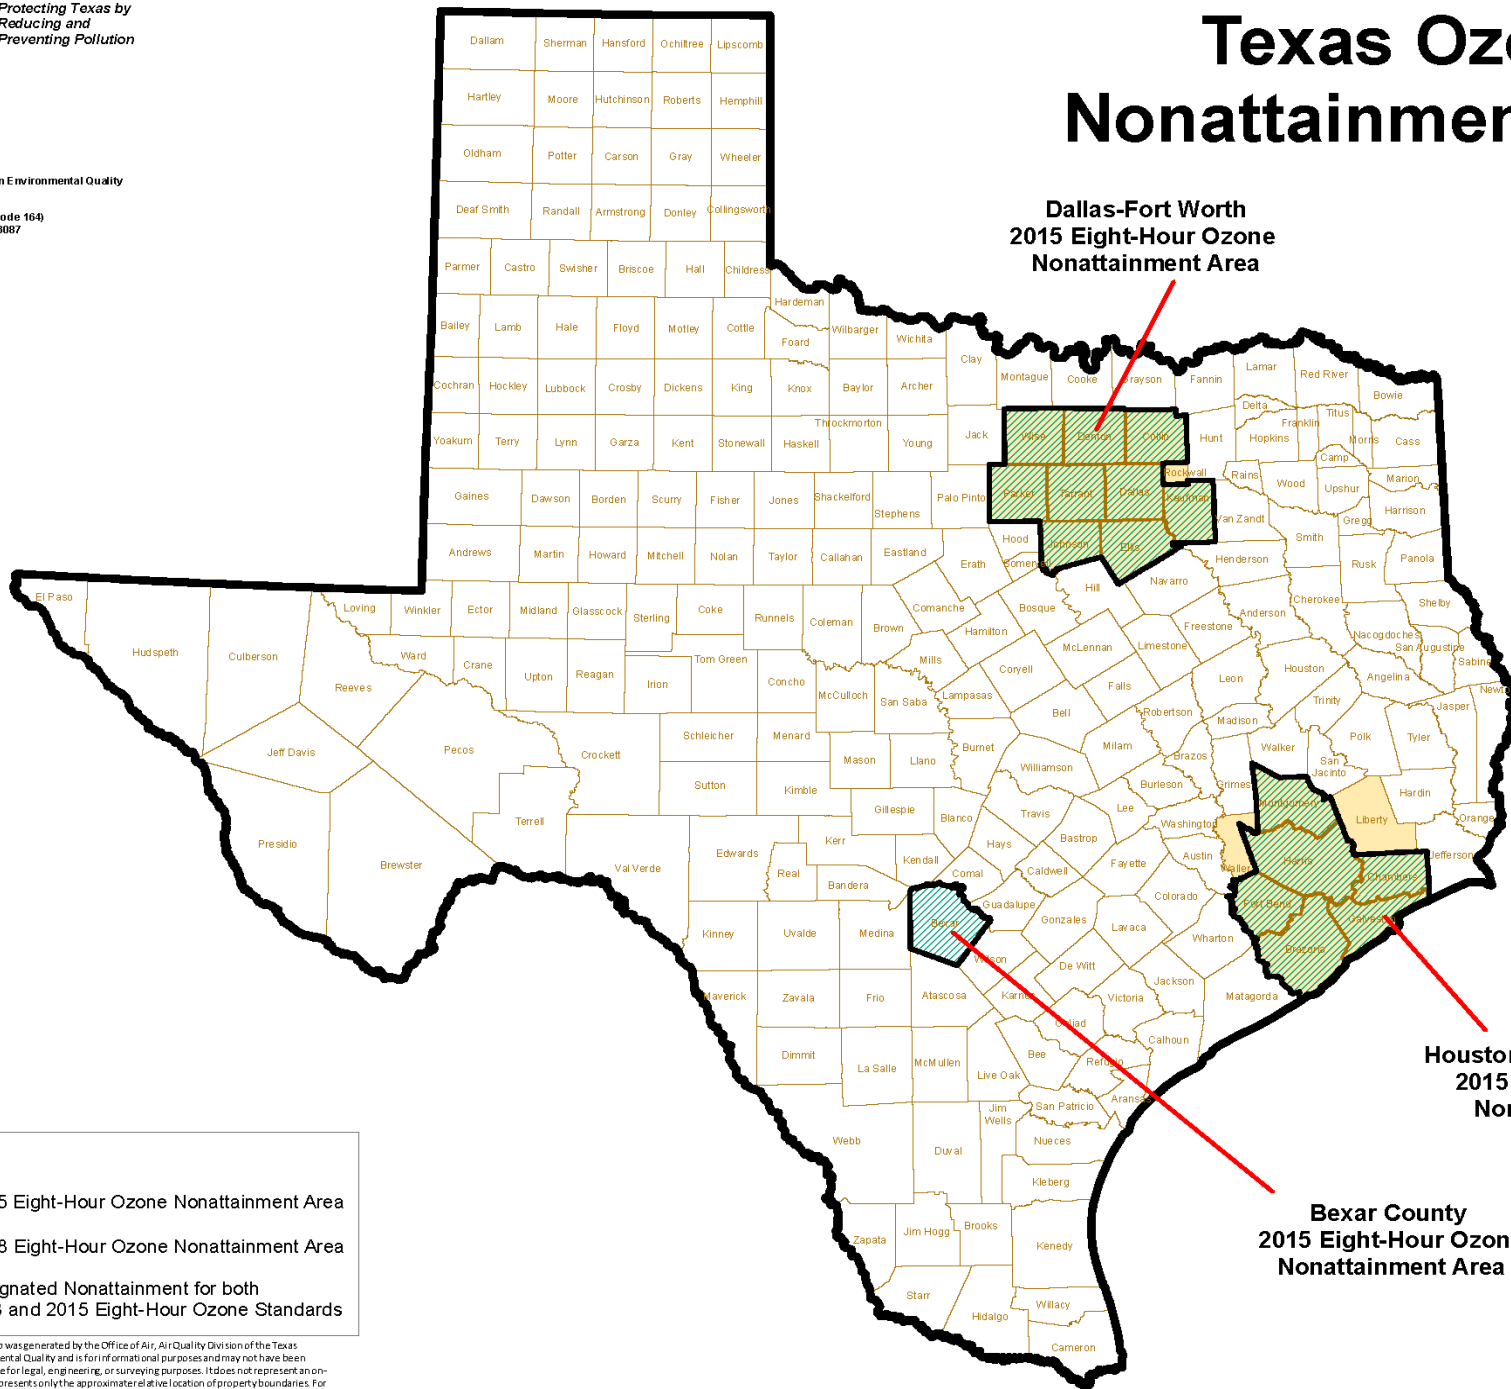 Protecting Texas by
Reducing and
Preventing Pollution
Texas Ozo
Nonattainmen
n Environmental Quality
ode 164)
3087
Dallas-Fort Worth
2015 Eight-Hour Ozone
Nonattainment Area
Dallam Sherman Hansford Ochiltree Lipscomb
Hartley Moore Hutchinson Roberts Hemphill
Oldham Potter Carson Gray Wheeler
Deaf Smith Randall Armstrong Donley Collingsworth
Parmer Castro Swisher Briscoe Hall Childress
Hardeman
Bailey Lamb Hale Floyd Motley Cottle Foard Wilbarger Wichita
Clay Montague Cooke Grayson Fannin Lamar Red River Bowie
Cochran Hockley Lubbock Crosby Dickens King Knox Baylor Archer
Delta Titus Franklin Morris Cass
Yoakum Terry Lynn Garza Kent Stonewall Haskell Throckmorton Young Jack Wise Denton Collin Hunt Hopkins
Camp Rockwall Rains Wood Upshur Marion
Gaines Dawson Borden Scurry Fisher Jones Shackelford Stephens Palo Pinto Parker Tarrant Dallas Kaufman Van Zandt Gregg Harrison
Andrews Martin Howard Mitchell Nolan Taylor Callahan Eastland Erath Hood Somervell Johnson Ellis Henderson Smith Rusk Panola
Navarro Hill Cherokee Shelby
El Paso Loving Winkler Ector Midland Glasscock Sterling Coke Runnels Coleman Brown Comanche Hamilton Bosque Freestone Anderson Nacogdoches San Augustine Sabine
Hudspeth Culberson Reeves Ward Crane Upton Reagan Irion Tom Green Concho McCulloch Mills San Saba Lampasas Coryell McLennan Limestone Falls Leon Houston Angelina Newto
Trinity Jasper
Bell Robertson Madison
Jeff Davis Pecos Crockett Schleicher Menard Mason Llano Burnet Williamson Milam Brazos Walker San Jacinto Polk Tyler
Sutton Kimble Burleson Grimes Montgomery Liberty Hardin
Presidio Brewster Terrell Val Verde Edwards Gillespie Blanco Travis Lee Washington Orange
Kerr Kendall Hays Bastrop Fayette Austin Waller Harris Chambers Jefferson
Real Bandera Comal Caldwell Colorado Fort Bend Galveston
Kinney Uvalde Medina Bexar Guadalupe Gonzales Lavaca Wharton Brazoria
Wilson De Witt Jackson Matagorda
Maverick Zavala Frio Atascosa Karnes Victoria Goliad Calhoun
Dimmit La Salle McMullen Live Oak Bee Refugio
Aransas San Patricio Jim Wells
Webb Duval Nueces
Kleberg
Zapata Jim Hogg Brooks Kenedy
Starr Hidalgo Willacy
Cameron
Houston
2015
Non
Bexar County
2015 Eight-Hour Ozon
Nonattainment Area
5 Eight-Hour Ozone Nonattainment Area
8 Eight-Hour Ozone Nonattainment Area
gnated Nonattainment for both
8 and 2015 Eight-Hour Ozone Standards
p was generated by the Office of Air, Air Quality Division of the Texas
ental Quality and is for informational purposes and may not have been
e for legal, engineering, or surveying purposes. It does not represent an on-
presents only the approximate relative location of property boundaries. For